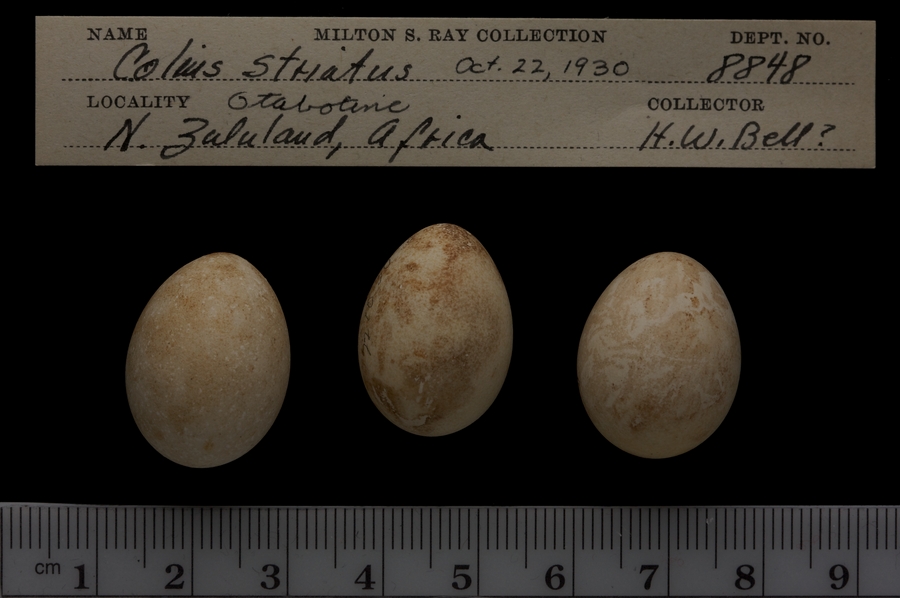 NAME MILTON S. RAY COLLECTION DEPT. NO.
Colius striatus Oct. 22, 1930 8848
LOCALITY COLLECTOR
N. Zululand, Africa H.W. Bell?
cm 1 2 3 4 5 6 7 8 9